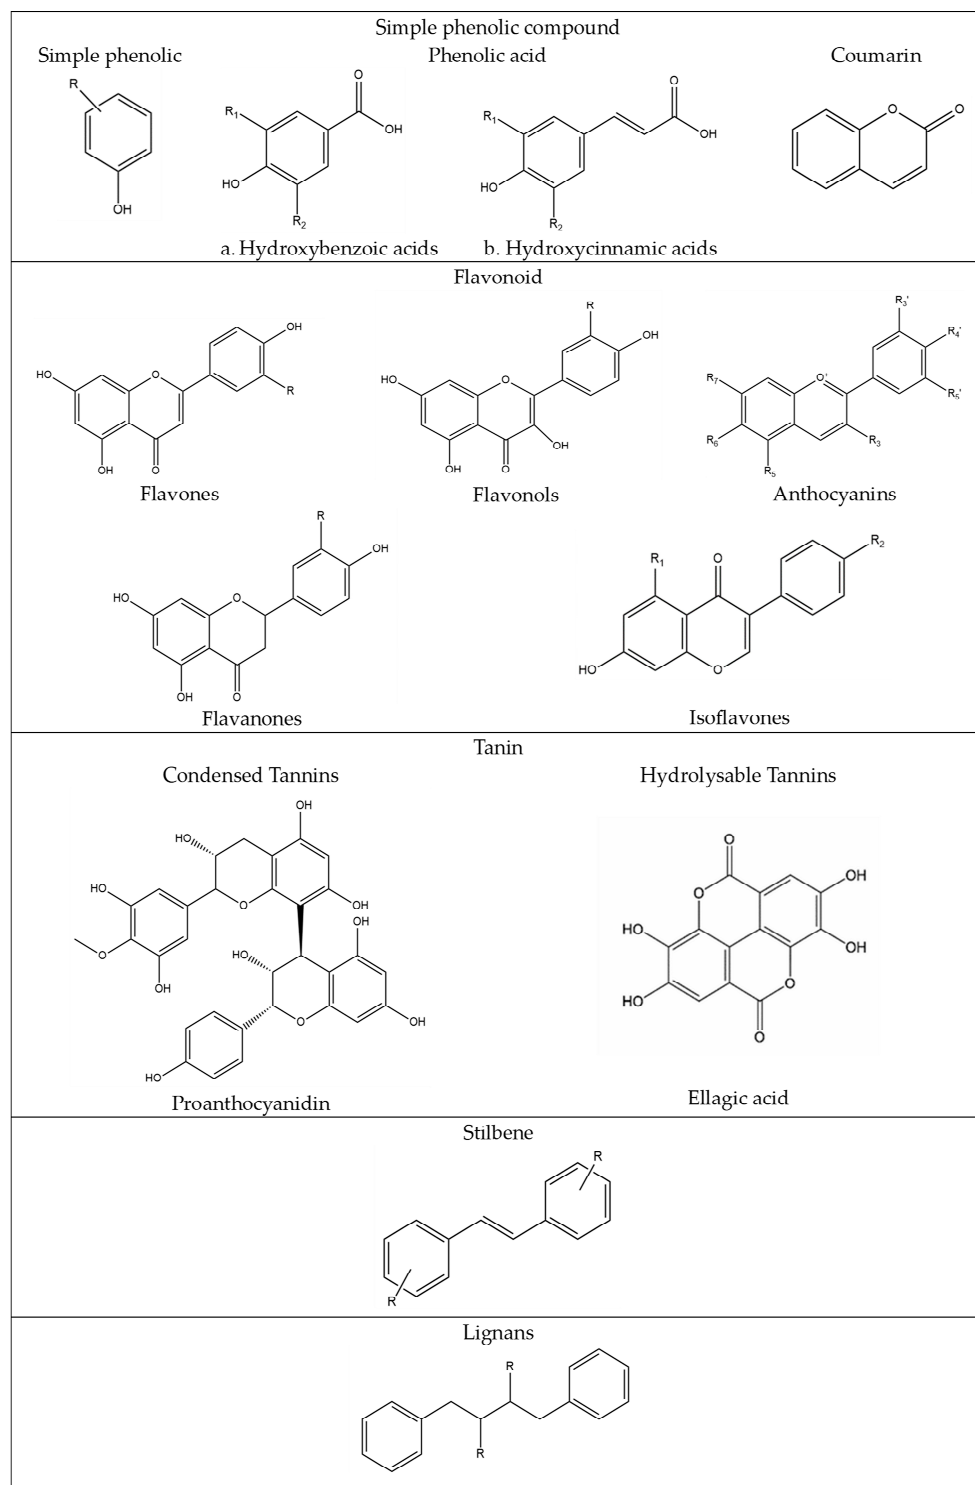 Simple phenolic compound
Simple phenolic
Phenolic acid
Coumarin
R
OH
R1
O
OH
HO
R2
R1
O
OH
HO
R2
O
O
a. Hydroxybenzoic acids
b. Hydroxycinnamic acids
Flavonoid
HO
O
OH
R
OH
O
HO
O
R
OH
OH
OH
O
R3'
R4'
R5'
R7
O+
R6
R5
R3
Flavones
Flavonols
Anthocyanins
R
OH
HO
O
OH
O
R1
O
R2
HO
O
Flavanones
Isoflavones
Tanin
Condensed Tannins
Hydrolysable Tannins
OH
HO
HO
O
OH
O
OH
OH
HO
O
OH
HO
O
OH
O
OH
HO
HO
O
O
Proanthocyanidin
Ellagic acid
Stilbene
R
R
Lignans
R
R